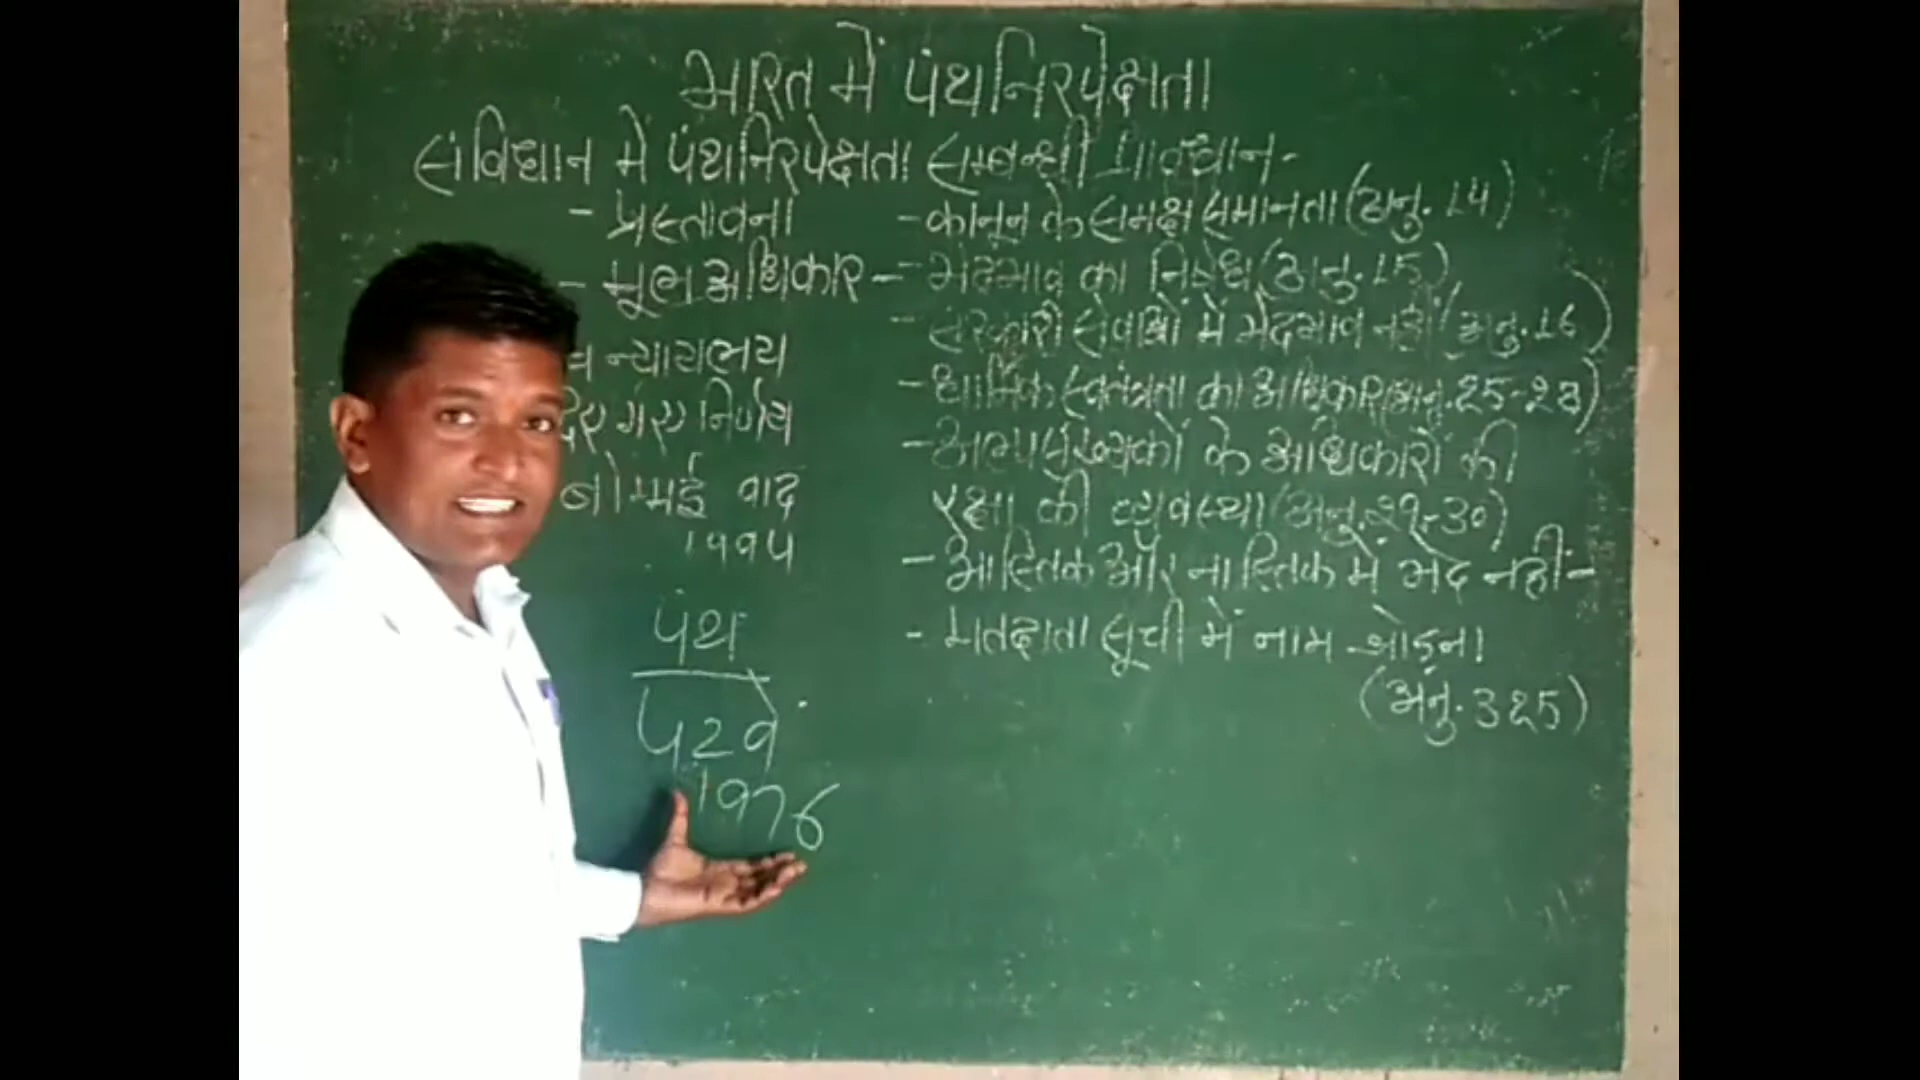 भारत में पंथनिरपेक्षता
संविधान में पंथनिरपेक्षता सम्बन्धी प्रावधान-
- प्रस्तावना
- मूल अधिकार -
न्यायालय
दिए गए निर्णय
बोम्मई वाद
पंथ
५२वे
1976
- कानून के समक्ष समानता (अनु. 14)
- भेदभाव का निषेध (अनु. 15)
- सरकारी सेवाओं में भेदभाव नहीं (अनु. 16)
- धार्मिक स्वतंत्रता का अधिकार (अनु. 25-28)
- अल्पसंख्यकों के अधिकारों की
रक्षा की व्यवस्था (अनु. 29-30)
- आस्तिक और नास्तिक में भेद नहीं -
- मतदाता सूची में नाम जोड़ना
(अनु. 325)